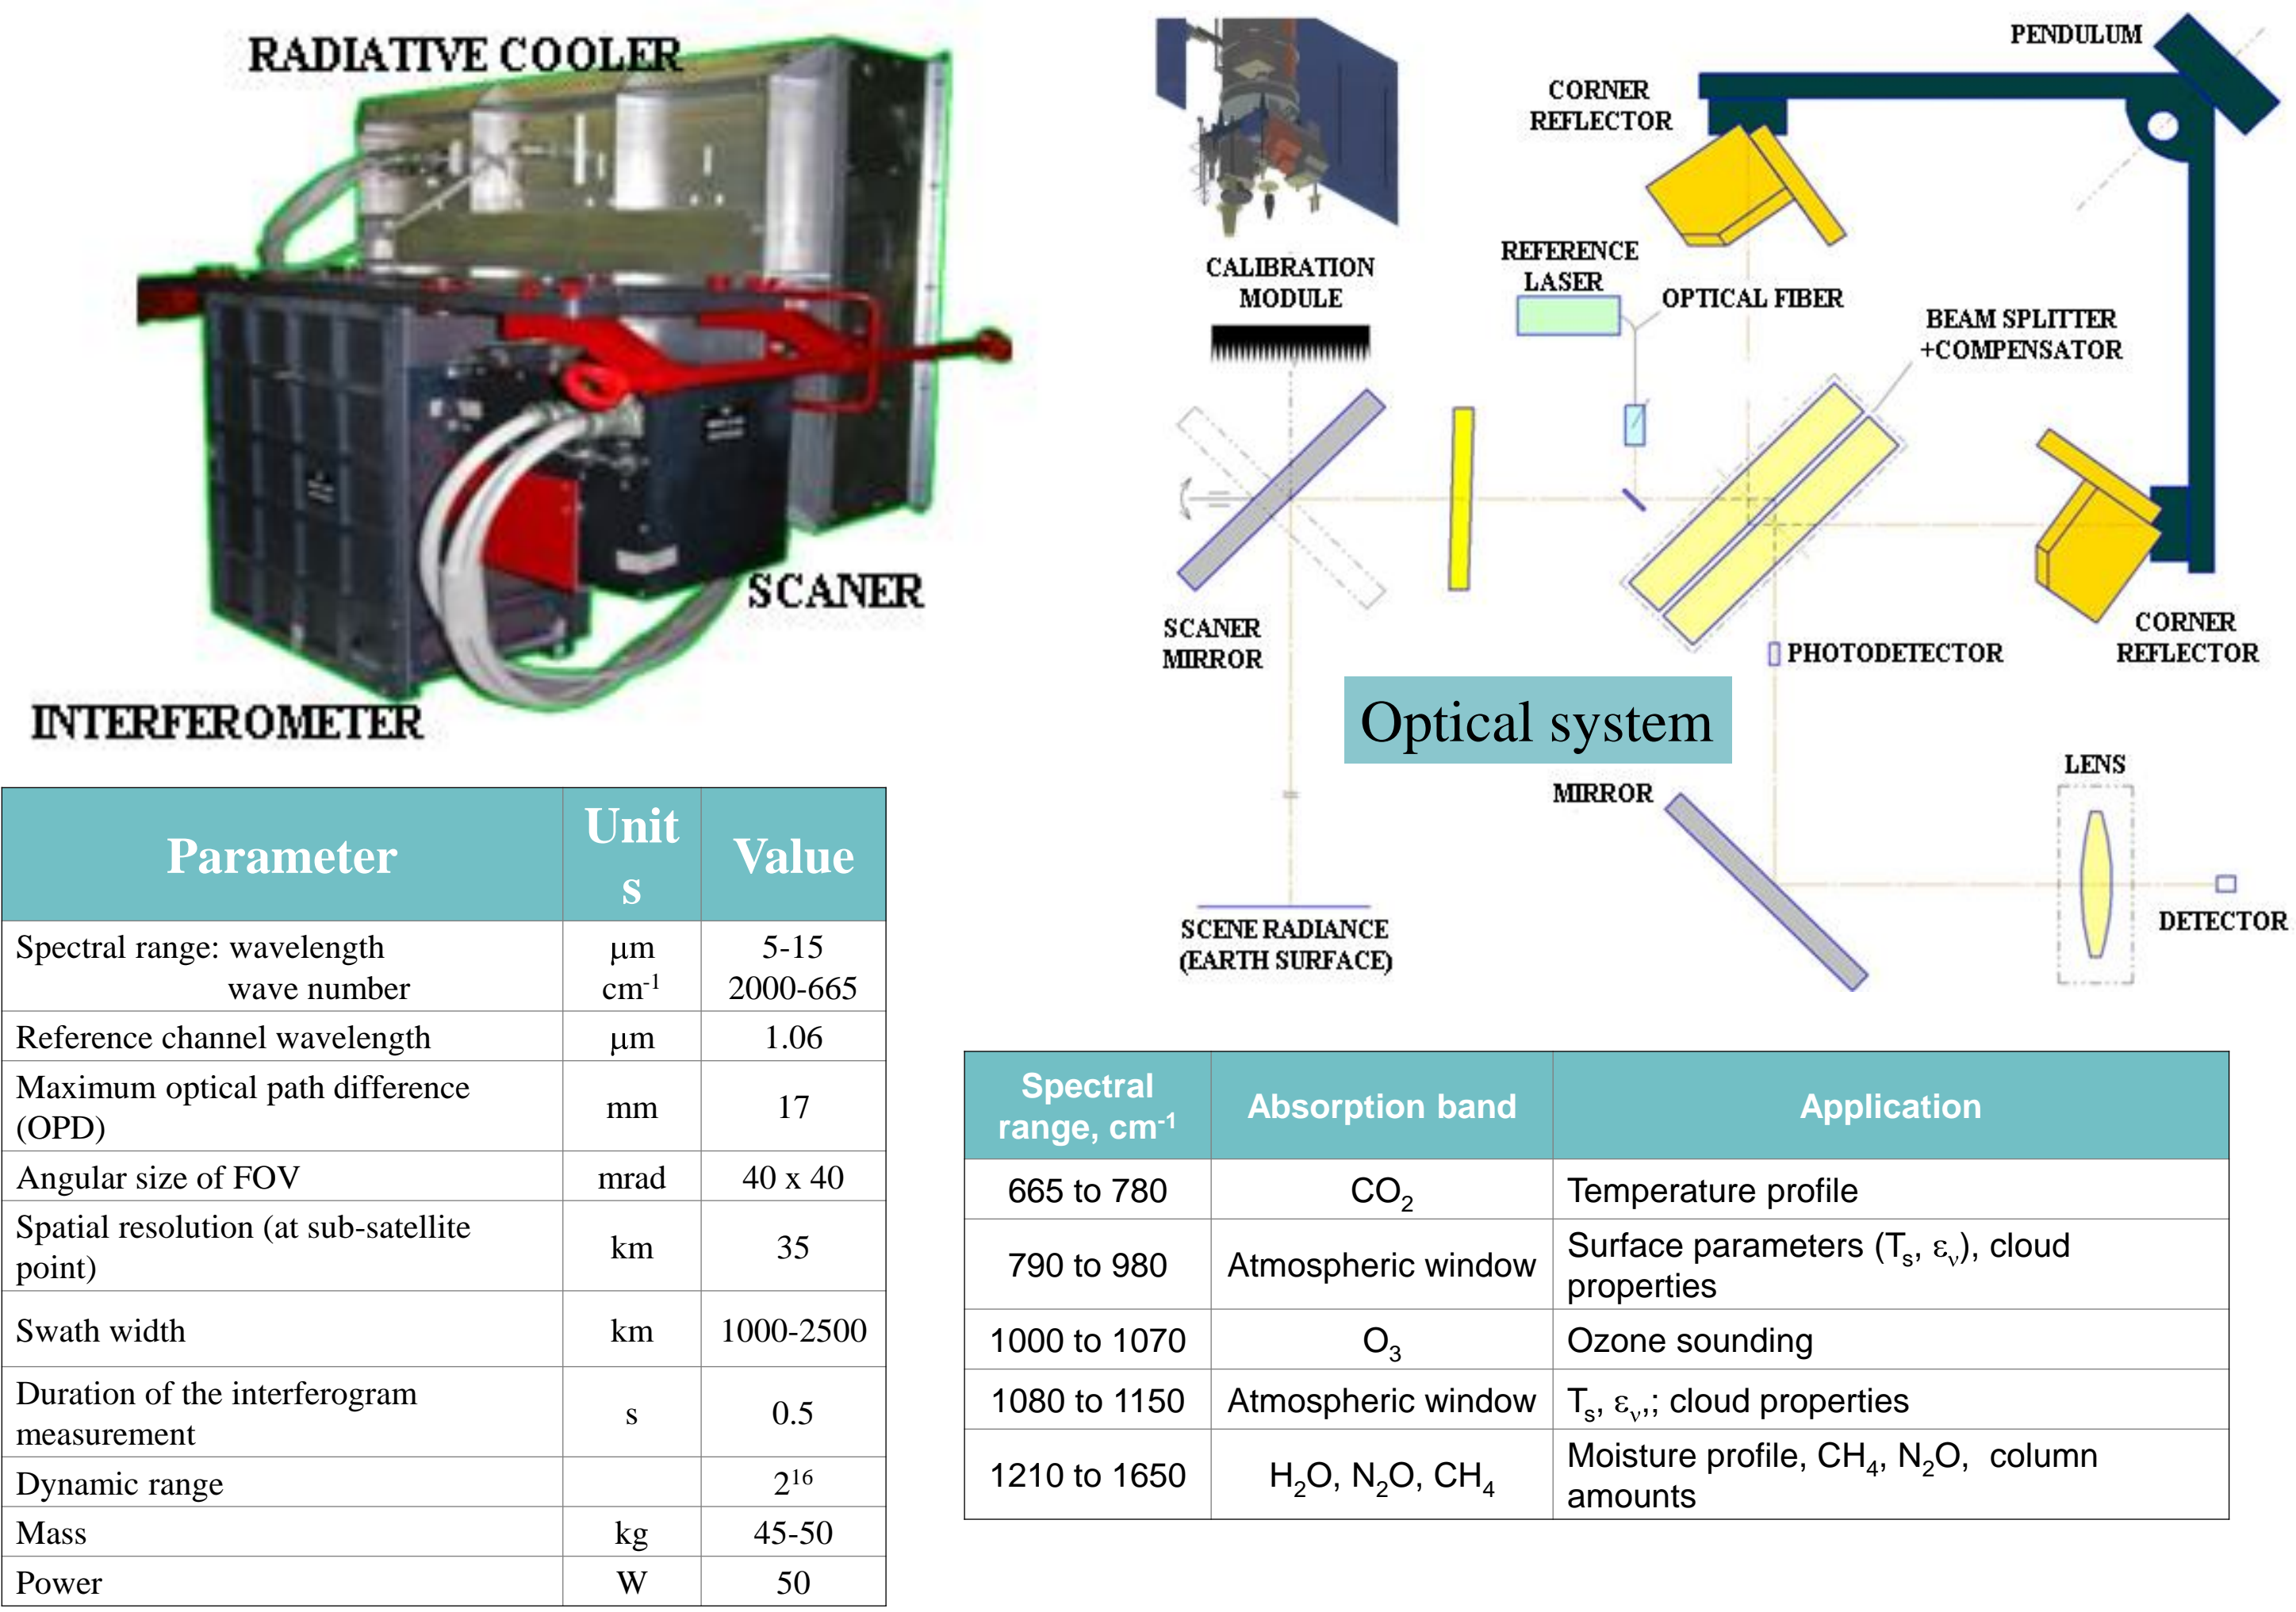 RADIATIVE COOLER
SCANER
INTERFEROMETER
PENDULUM
CORNER
REFLECTOR
REFERENCE
LASER
OPTICAL FIBER
CALIBRATION
MODULE
BEAM SPLITTER
+COMPENSATOR
SCANER
MIRROR
CORNER
REFLECTOR
PHOTODETECTOR
Optical system
LENS
MIRROR
DETECTOR
SCENE RADIANCE
(EARTH SURFACE)
Parameter Unit
s Value
Spectral range: wavelength μm 5-15
wave number cm⁻¹ 2000-665
Reference channel wavelength μm 1.06
Maximum optical path difference
(OPD) mm 17
Angular size of FOV mrad 40 x 40
Spatial resolution (at sub-satellite
point) km 35
Swath width km 1000-2500
Duration of the interferogram
measurement s 0.5
Dynamic range 2¹⁶
Mass kg 45-50
Power W 50
Spectral
range, cm⁻¹ Absorption band Application
665 to 780 CO₂ Temperature profile
790 to 980 Atmospheric window Surface parameters (Tₛ, εᵥ), cloud
properties
1000 to 1070 O₃ Ozone sounding
1080 to 1150 Atmospheric window Tₛ, εᵥ,; cloud properties
1210 to 1650 H₂O, N₂O, CH₄ Moisture profile, CH₄, N₂O, column
amounts